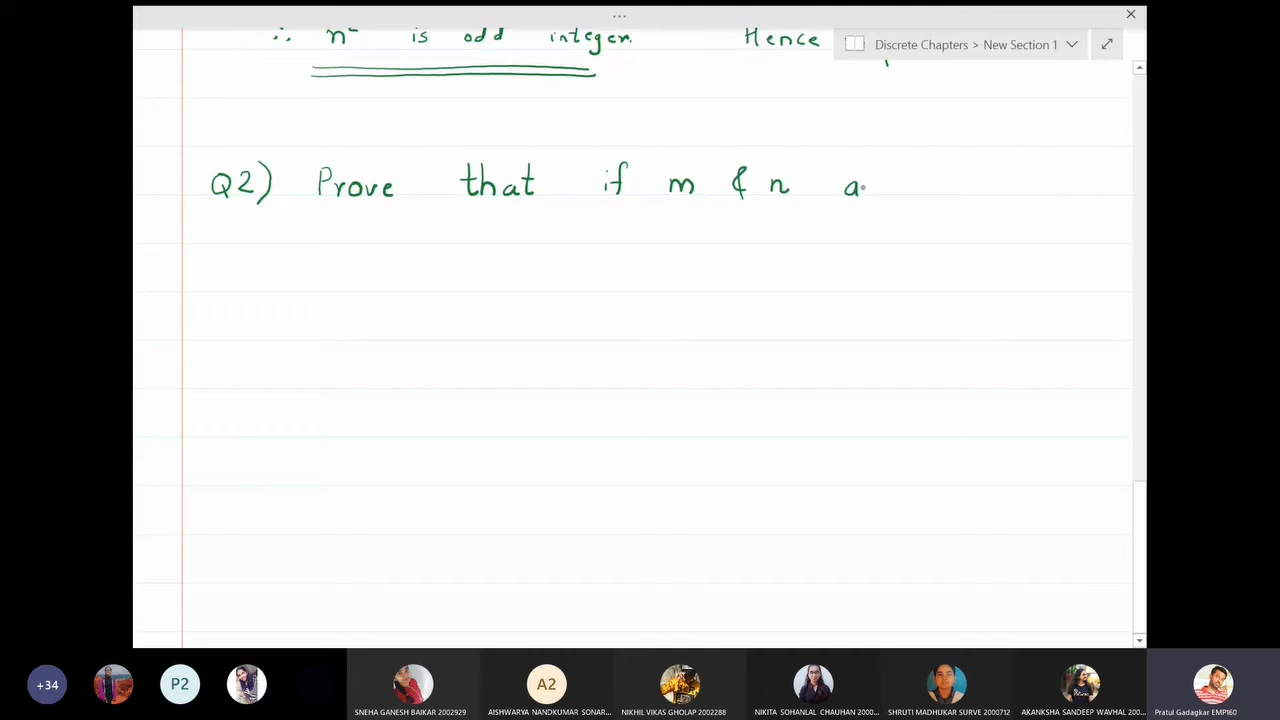 ∴ n² is odd integer. Hence
Discrete Chapters > New Section 1
Q2) Prove that if m & n a
+34
P2
A2
SNEHA GANESH BAIKAR 2002929
AISHWARYA NANDKUMAR SONAR...
NIKHIL VIKAS GHOLAP 2002288
NIKITA SOHANLAL CHAUHAN 2000...
SHRUTI MADHUKAR SURVE 2000712
AKANKSHA SANDEEP WAVHAL 200...
Pratul Gadagkar EMP160